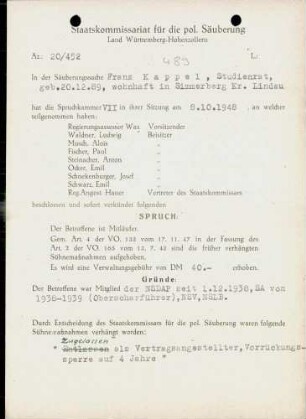 Staatskommissariat für die pol. Säuberung
Land Württemberg-Hohenzollern
Az: 20/452
L:
489
In der Säuberungssache Franz Kappel, Studienrat,
geb.20.12.89, wohnhaft in Simmerberg Kr. Lindau
hat die Spruchkammer VII in ihrer Sitzung am 8.10.1948 , an welcher
teilgenommen haben:
Regierungsassessor Wax Vorsitzender
Waldner, Ludwig Beisitzer
Mauch, Alois
Fischer, Paul
Steinacher, Anton
Osker, Emil
Schnekenburger, Josef
Schwarz, Emil
Reg.Angest Hauer Vertreter des Staatskommissars
beschlossen und sofort verkündet folgenden
SPRUCH.
Der Betroffene ist Mitläufer.
Gem. Art. 4 der VO. 133 vom 17. 11. 47 in der Fassung des
Art. 3 der VO. 165 vom 13. 7. 48 sind die früher verhängten
Sühnemaßnahmen aufgehoben.
Es wird eine Verwaltungsgebühr von DM 40.— erhoben.
Gründe:
Der Betroffene war Mitglied der NSDAP seit 1.12.1938, SA von
1936-1939 (Oberscharführer), NSV, NSLB.
Durch Entscheidung des Staatskommissars für die pol. Säuberung waren folgende
Sühnemaßnahmen verhängt worden:
Zugelassen
" Entlassen als Vertragsangestellter, Vorrückungs-
sperre auf 4 Jahre "